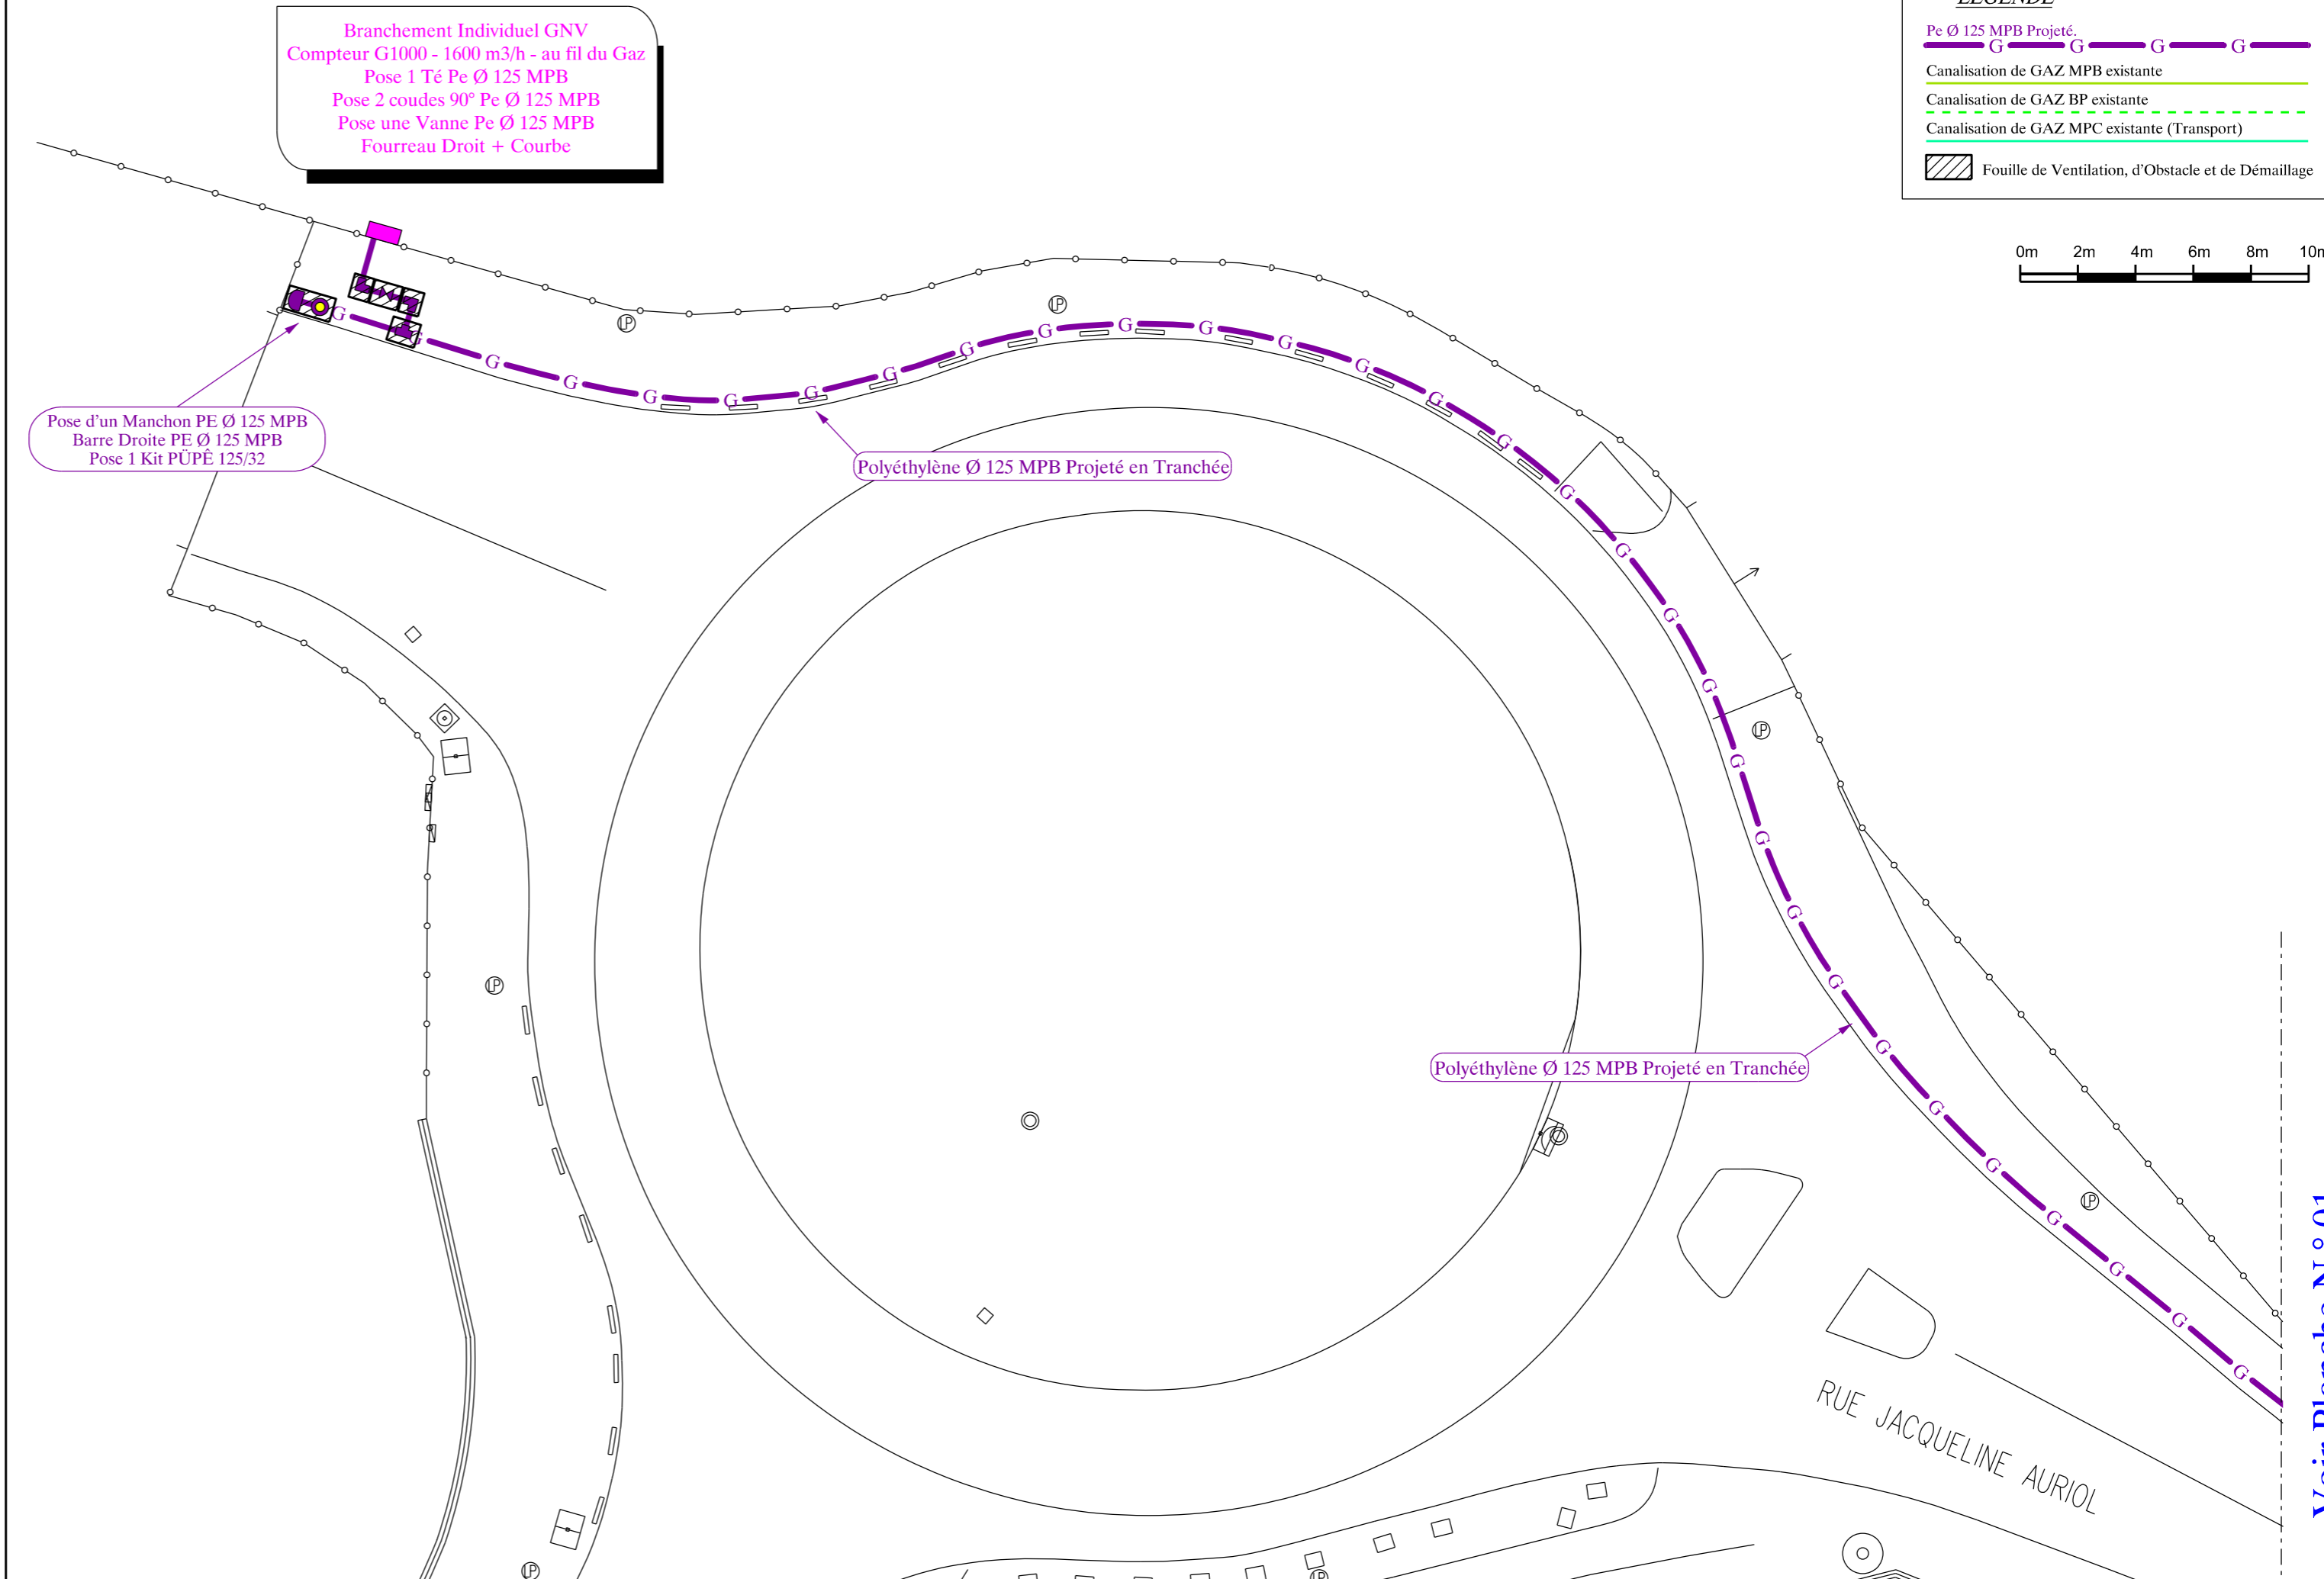 Branchement Individuel GNV
Compteur G1000 - 1600 m3/h - au fil du Gaz
Pose 1 Té Pe Ø 125 MPB
Pose 2 coudes 90° Pe Ø 125 MPB
Pose une Vanne Pe Ø 125 MPB
Fourreau Droit + Courbe
LEGENDE
Pe Ø 125 MPB Projeté.
G G G G
Canalisation de GAZ MPB existante
Canalisation de GAZ BP existante
Canalisation de GAZ MPC existante (Transport)
Fouille de Ventilation, d'Obstacle et de Démaillage
0m 2m 4m 6m 8m 10m
Pose d'un Manchon PE Ø 125 MPB
Barre Droite PE Ø 125 MPB
Pose 1 Kit PÜPÊ 125/32
Polyéthylène Ø 125 MPB Projeté en Tranchée
Polyéthylène Ø 125 MPB Projeté en Tranchée
RUE JACQUELINE AURIOL
Voir Planche N° 01